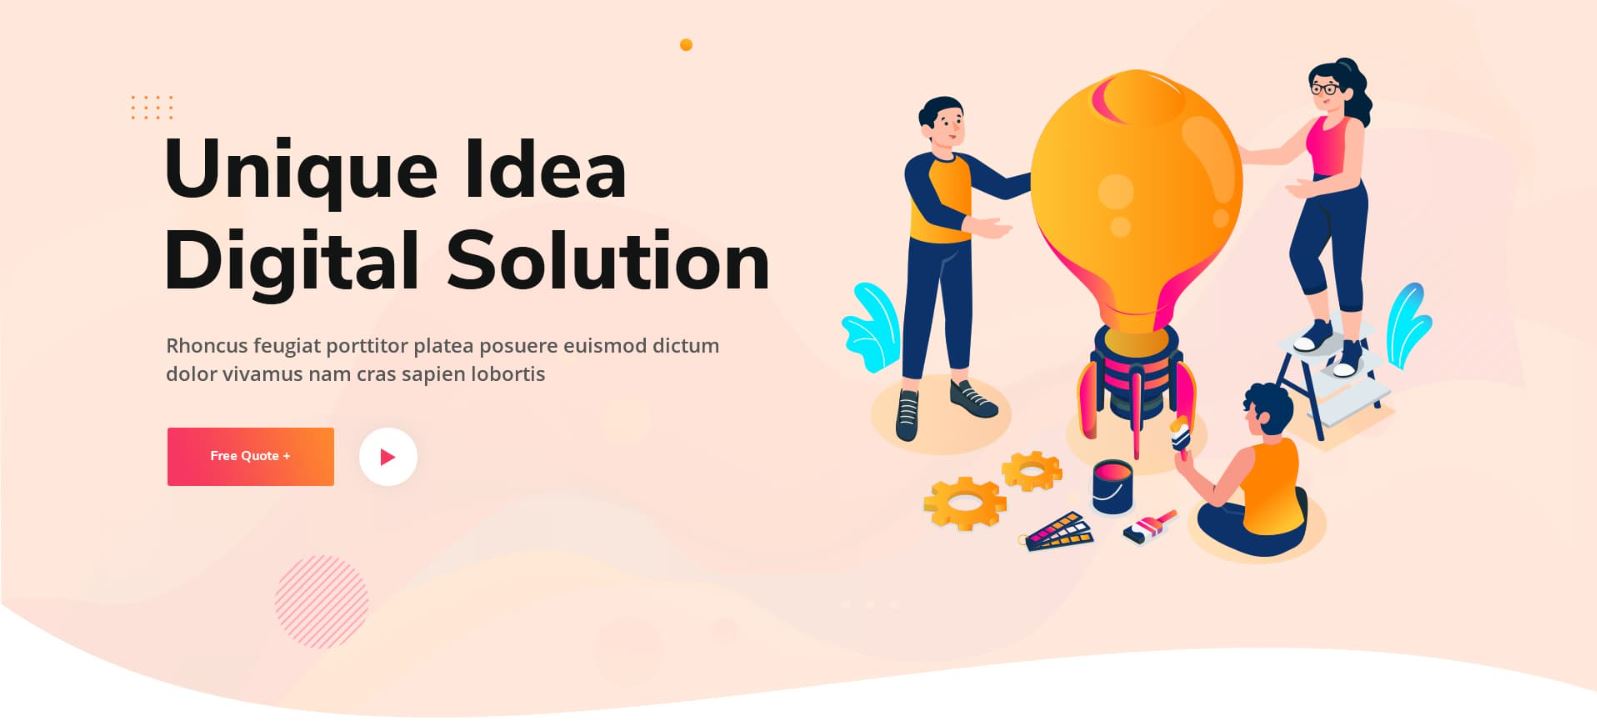 Unique Idea
Digital Solution
Rhoncus feugiat porttitor platea posuere euismod dictum
dolor vivamus nam cras sapien lobortis
Free Quote +